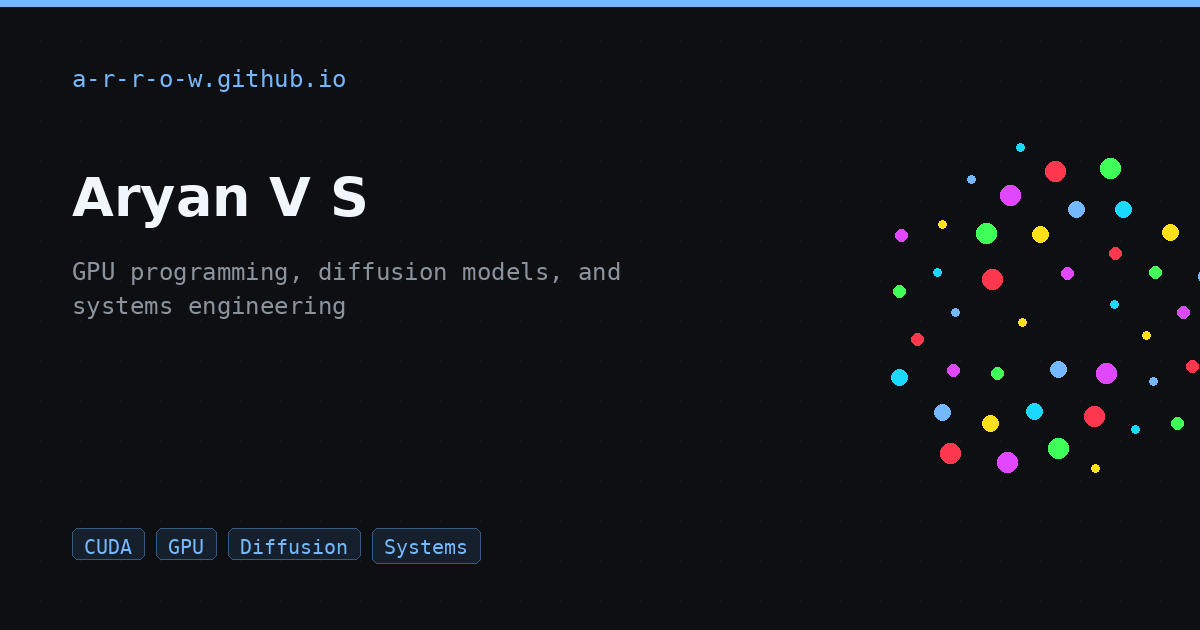 a-r-r-o-w.github.io
Aryan V S
GPU programming, diffusion models, and
systems engineering
CUDA GPU Diffusion Systems